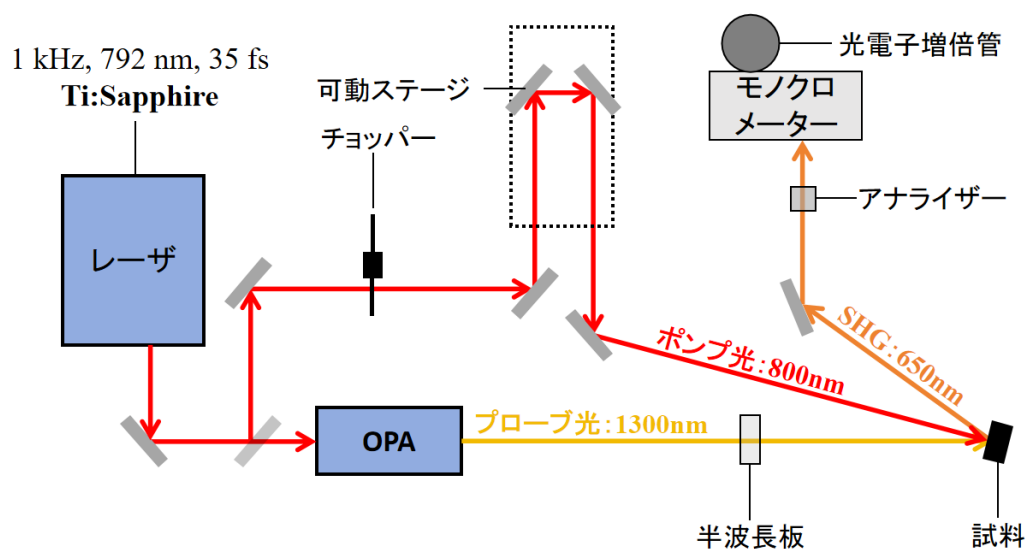 1 kHz, 792 nm, 35 fs
Ti:Sapphire
レーザ
可動ステージ
チョッパー
光電子増倍管
モノクロ
メーター
アナライザー
SHG：650nm
ポンプ光：800nm
OPA
プローブ光：1300nm
半波長板
試料